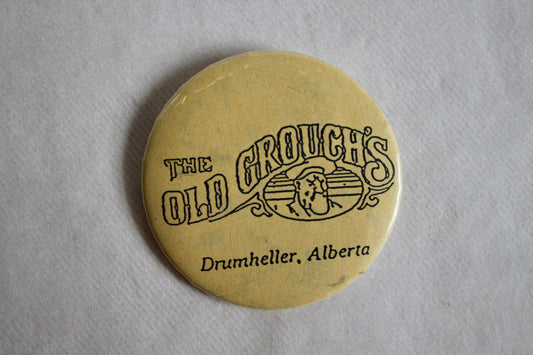 THE
OLD GROUCH'S
Drumheller, Alberta